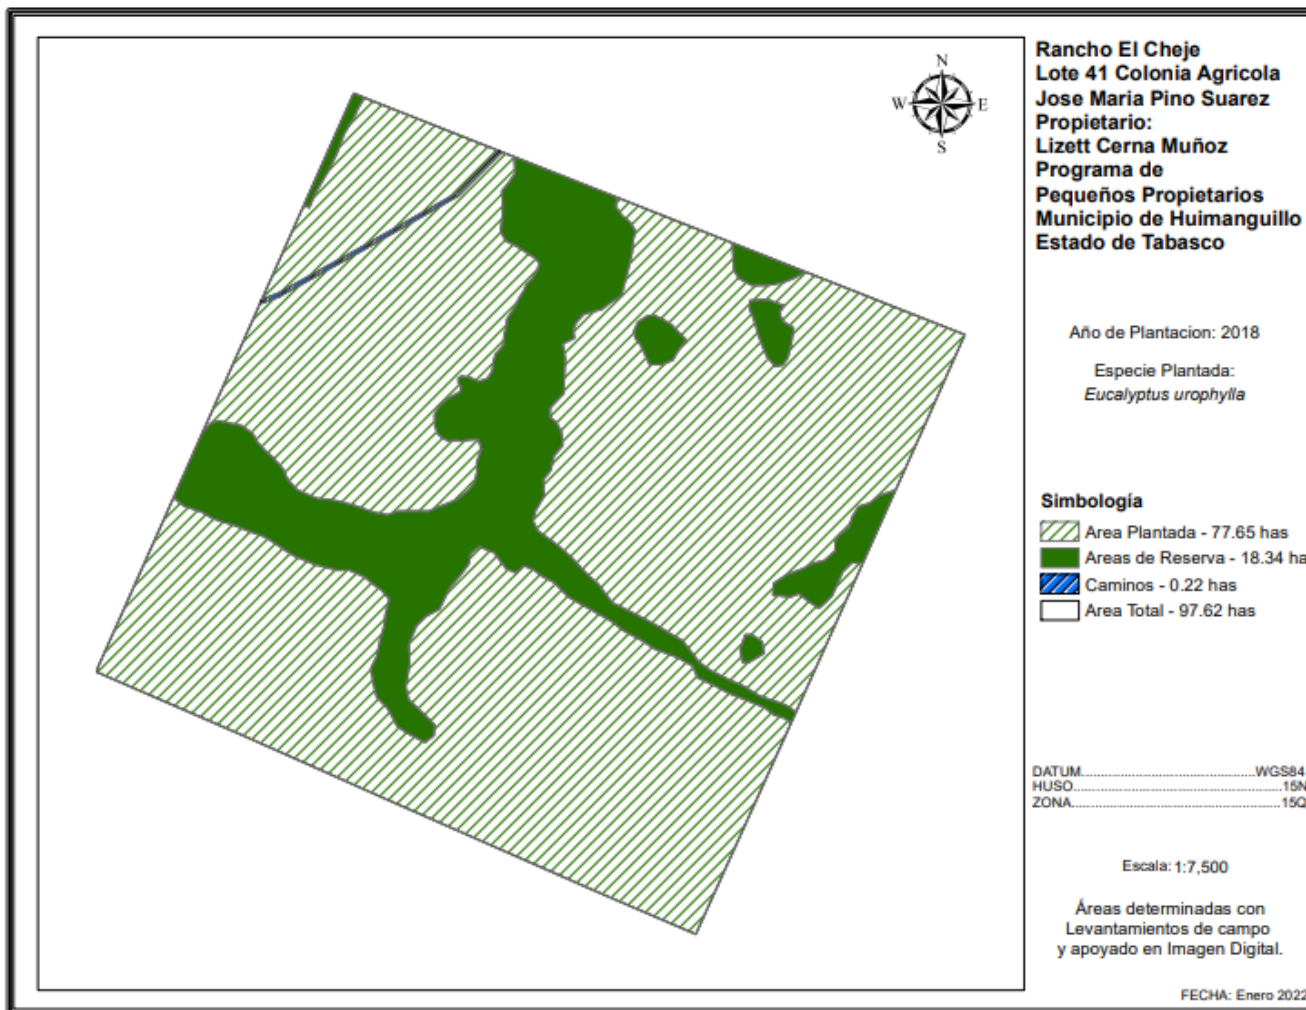 Rancho El Cheje
Lote 41 Colonia Agricola
Jose Maria Pino Suarez
Propietario:
Lizett Cerna Muñoz
Programa de
Pequeños Propietarios
Municipio de Huimanguillo
Estado de Tabasco
N
W E
S
Año de Plantacion: 2018
Especie Plantada:
Eucalyptus urophylla
Simbología
Area Plantada - 77.65 has
Areas de Reserva - 18.34 ha
Caminos - 0.22 has
Area Total - 97.62 has
DATUM..................................................WGS84
HUSO............................................................15N
ZONA............................................................15Q
Escala: 1:7,500
Áreas determinadas con
Levantamientos de campo
y apoyado en Imagen Digital.
FECHA: Enero 2022